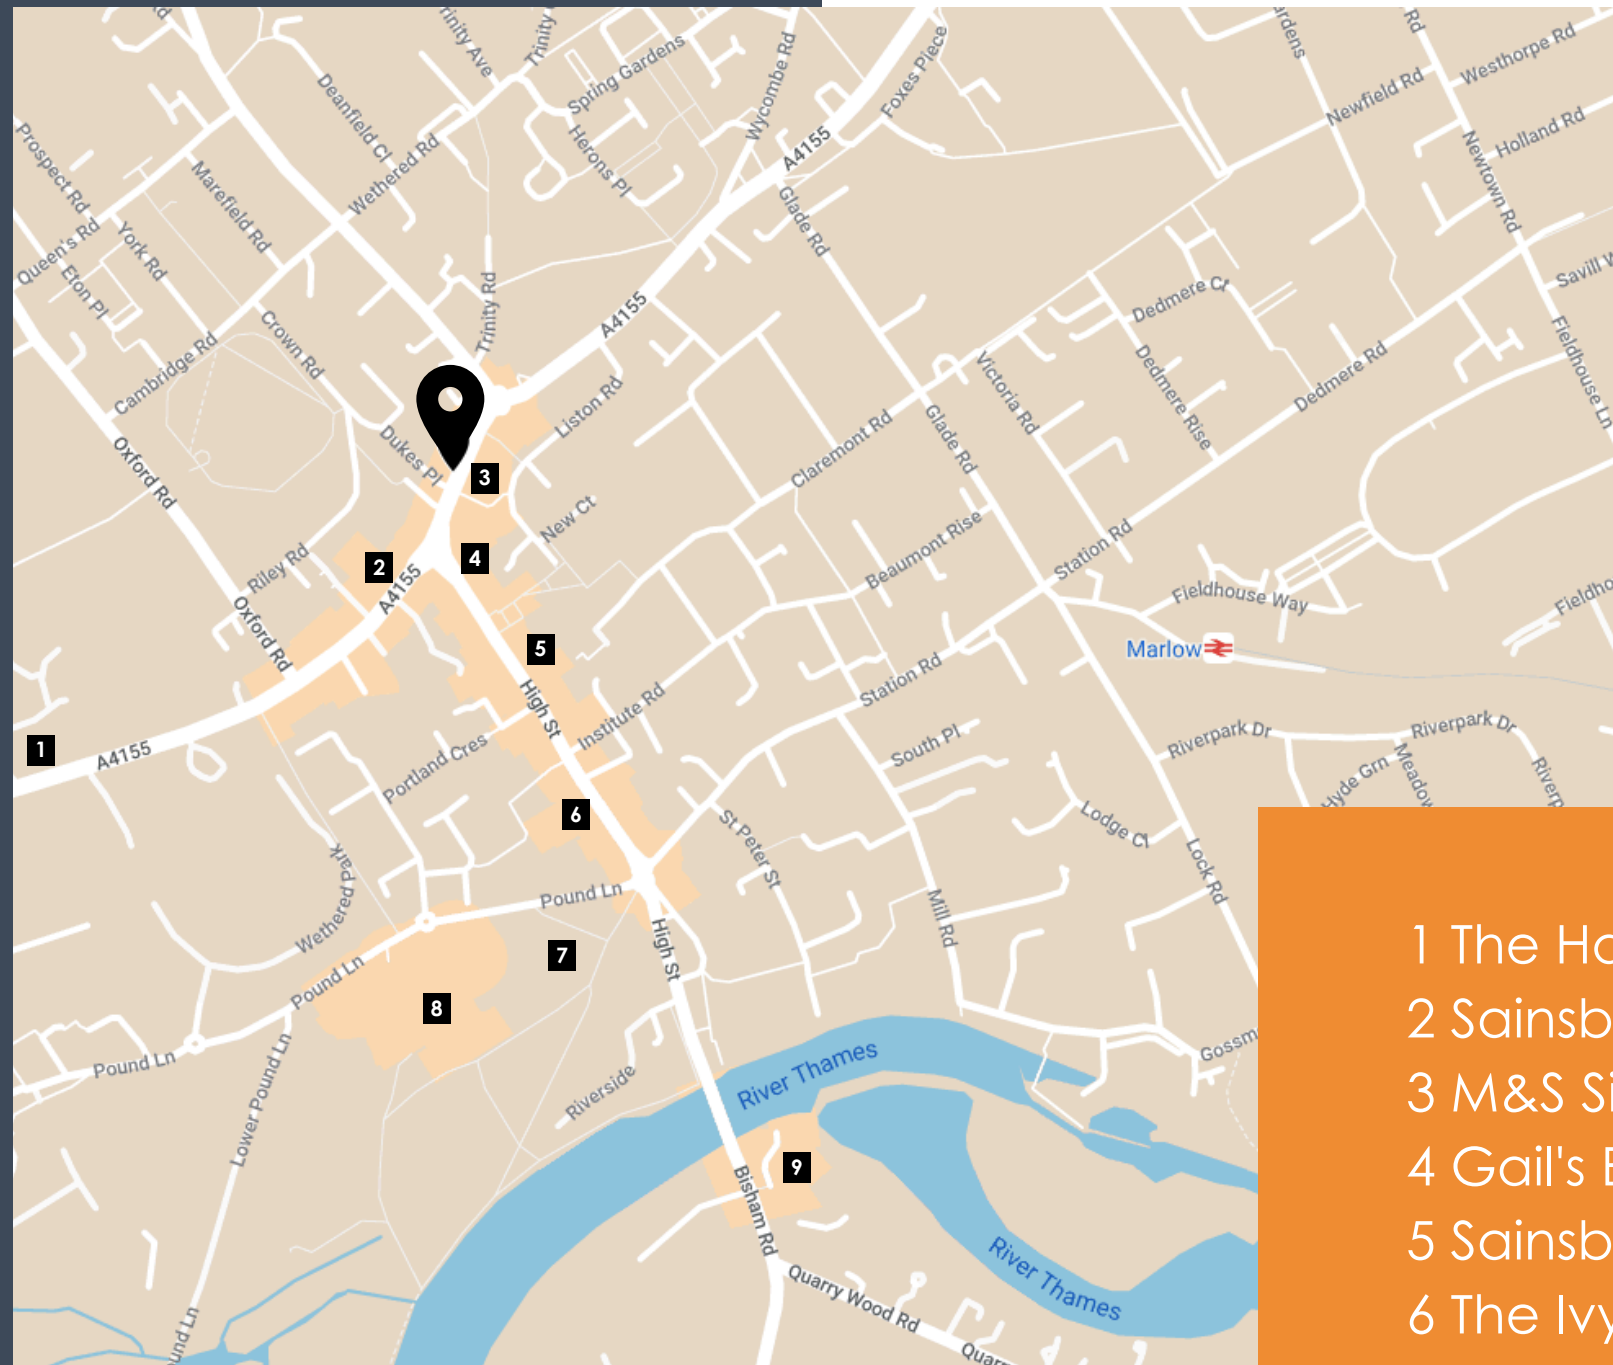 Trinity Ave
Trinity
Spring Gardens
Wycombe Rd
Foxes Piece
Rd
Westhorpe Rd
Deanfield Cl
Herons Pl
A4155
Newfield Rd
Holland Rd
Prospect Rd
Wethered Rd
Marefield Rd
Newtown Rd
Queen's Rd
York Rd
Glade Rd
Eton Pl
Savill
Trinity Rd
A4155
Dedmere Ct
Crown Rd
Cambridge Rd
Fieldhouse Ln
Liston Rd
Victoria Rd
Dedmere Rise
Dedmere Rd
Dukes Pl
Claremont Rd
Glade Rd
Oxford Rd
3
New Ct
Beaumont Rise
Station Rd
4
2
Riley Rd
A4155
Fieldhouse Way
Oxford Rd
5
Marlow
Station Rd
High St
Institute Rd
1
A4155
Portland Cres
South Pl
Riverpark Dr
Riverpark Dr
Hyde Grn
6
St Peter St
Lodge Cl
Wethered Park
Lock Rd
Pound Ln
Mill Rd
High St
7
Pound Ln
8
Pound Ln
Riverside
River Thames
Lower Pound Ln
9
Bisham Rd
River Thames
Quarry Wood Rd
1 The
2
3 M&S
4 Gail's
5
6 The Ivy